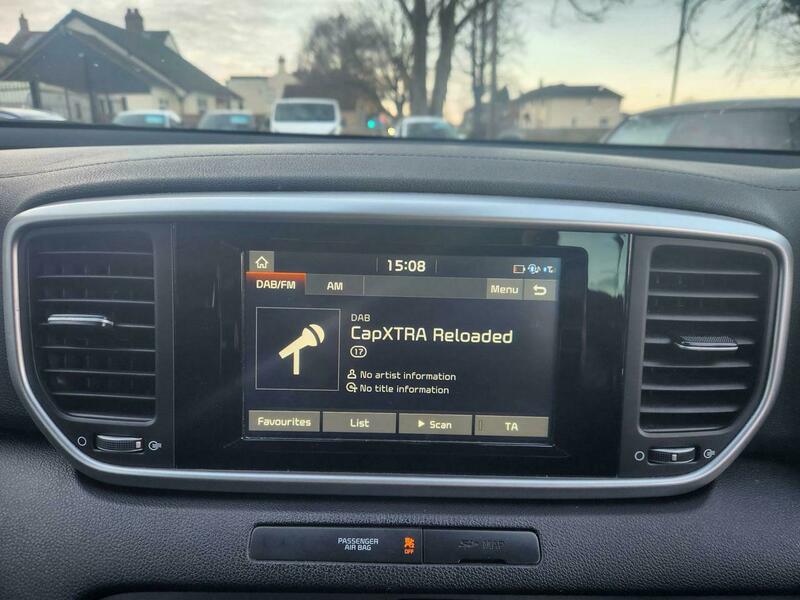 15:08
DAB/FM
AM
Menu
DAB
CapXTRA Reloaded
17
No artist information
No title information
Favourites
List
Scan
TA
PASSENGER
AIR BAG
OFF
MAP